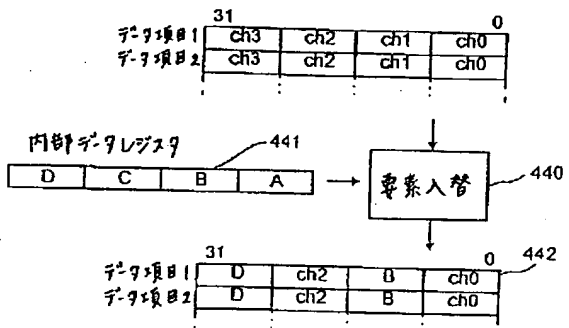 31 0
データ項目1 ch3 ch2 ch1 ch0
データ項目2 ch3 ch2 ch1 ch0
内部データレジスタ 441
D C B A
要素入替 440
31 0 442
データ項目1 D ch2 B ch0
データ項目2 D ch2 B ch0